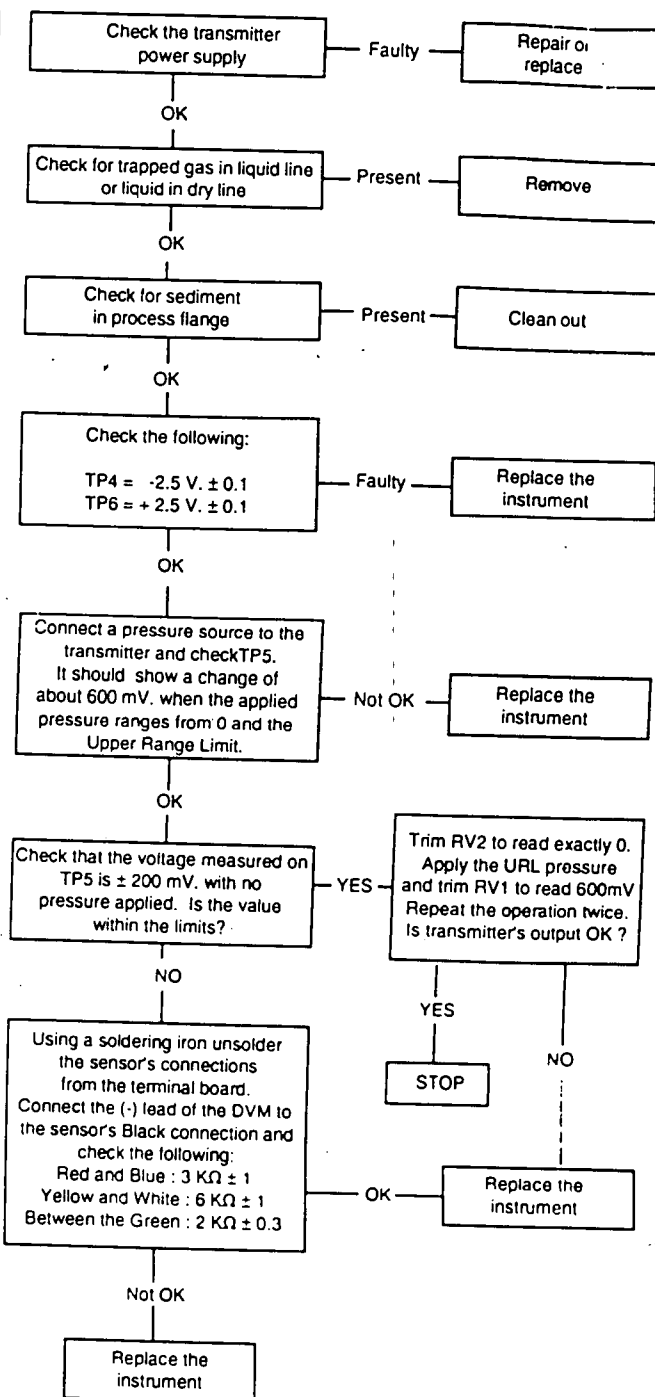 Check the transmitter
power supply
Faulty
Repair or
replace
OK
Check for trapped gas in liquid line
or liquid in dry line
Present
Remove
OK
Check for sediment
in process flange
Present
Clean out
OK
Check the following:
TP4 = -2.5 V. ± 0.1
TP6 = + 2.5 V. ± 0.1
Faulty
Replace the
instrument
OK
Connect a pressure source to the
transmitter and checkTP5.
It should show a change of
about 600 mV. when the applied
pressure ranges from 0 and the
Upper Range Limit.
Not OK
Replace the
instrument
OK
Check that the voltage measured on
TP5 is ± 200 mV. with no
pressure applied. Is the value
within the limits?
YES
Trim RV2 to read exactly 0.
Apply the URL pressure
and trim RV1 to read 600mV
Repeat the operation twice.
Is transmitter's output OK ?
YES
STOP
NO
NO
Using a soldering iron unsolder
the sensor's connections
from the terminal board.
Connect the (-) lead of the DVM to
the sensor's Black connection and
check the following:
Red and Blue : 3 KΩ ± 1
Yellow and White : 6 KΩ ± 1
Between the Green : 2 KΩ ± 0.3
OK
Replace the
instrument
Not OK
Replace the
instrument